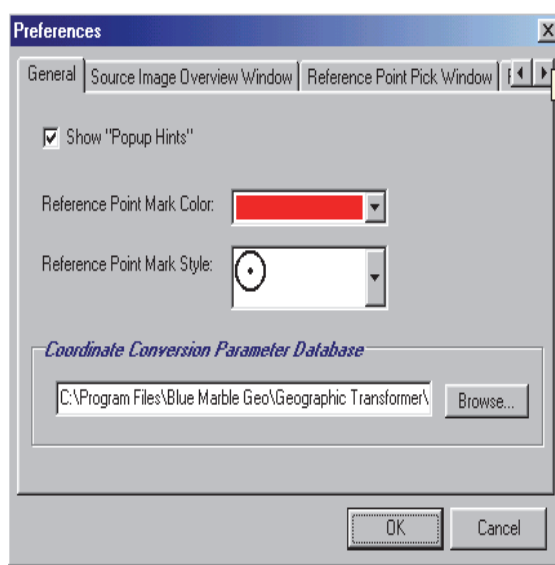 Preferences
General Source Image Overview Window Reference Point Pick Window
Show "Popup Hints"
Reference Point Mark Color:
Reference Point Mark Style:
Coordinate Conversion Parameter Database
C:\Program Files\Blue Marble Geo\Geographic Transformer\ Browse...
OK Cancel